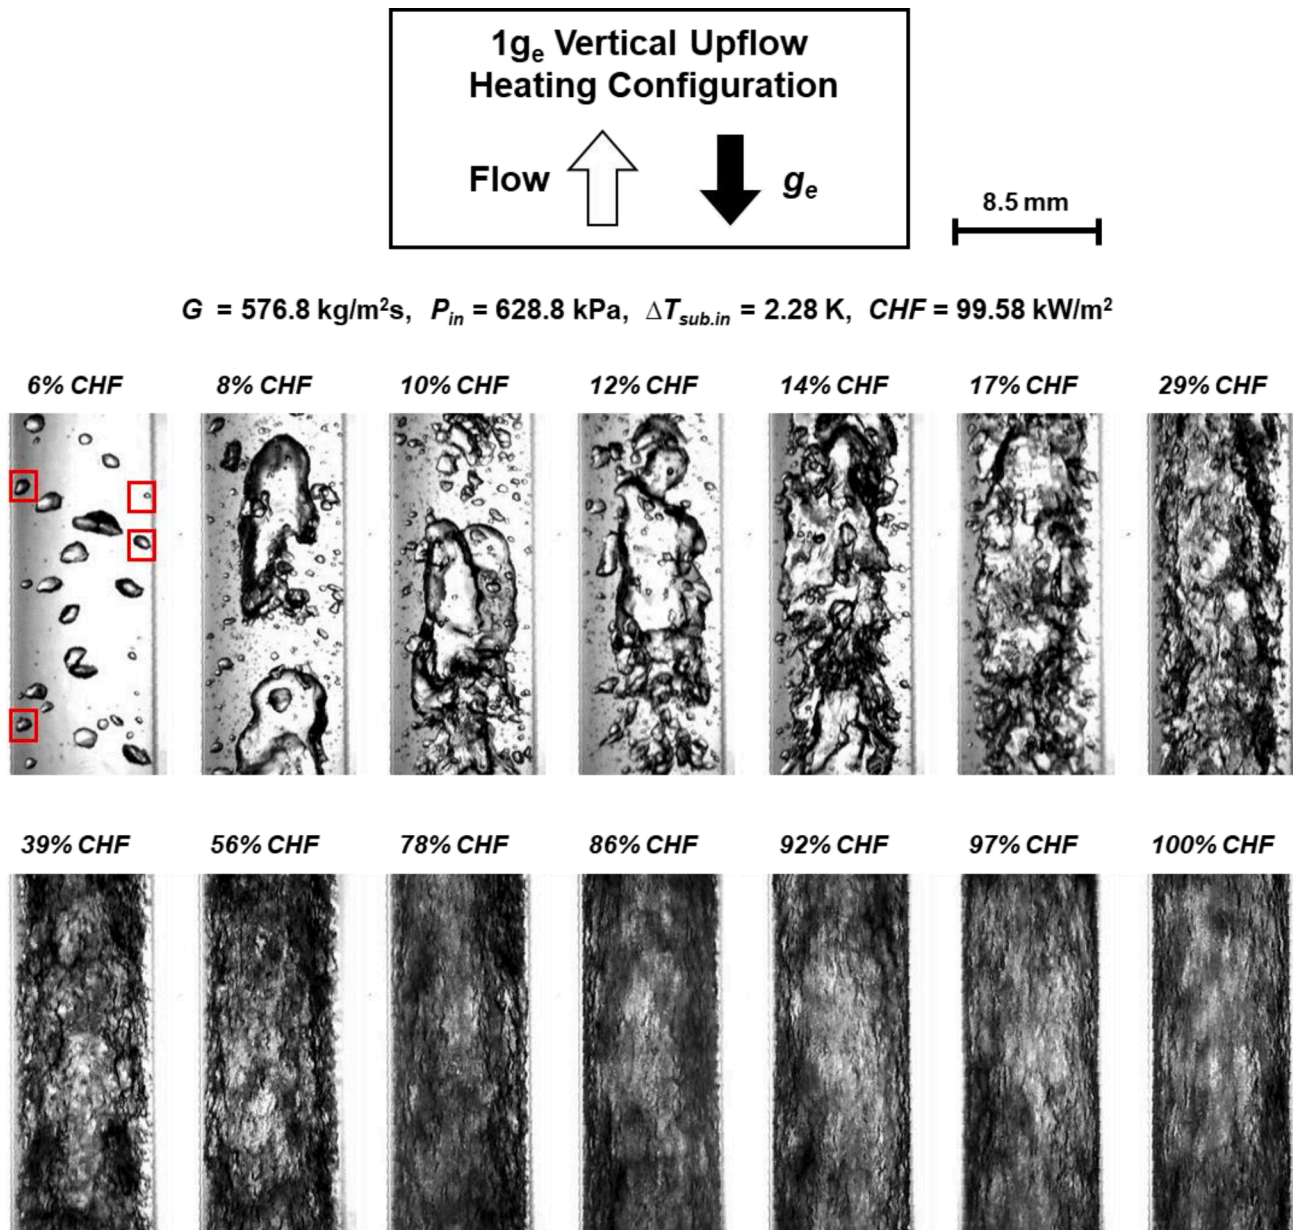 1gₑ Vertical Upflow
Heating Configuration
Flow gₑ
8.5 mm
G = 576.8 kg/m²s, P_in = 628.8 kPa, ΔT_sub.in = 2.28 K, CHF = 99.58 kW/m²
6% CHF 8% CHF 10% CHF 12% CHF 14% CHF 17% CHF 29% CHF
39% CHF 56% CHF 78% CHF 86% CHF 92% CHF 97% CHF 100% CHF